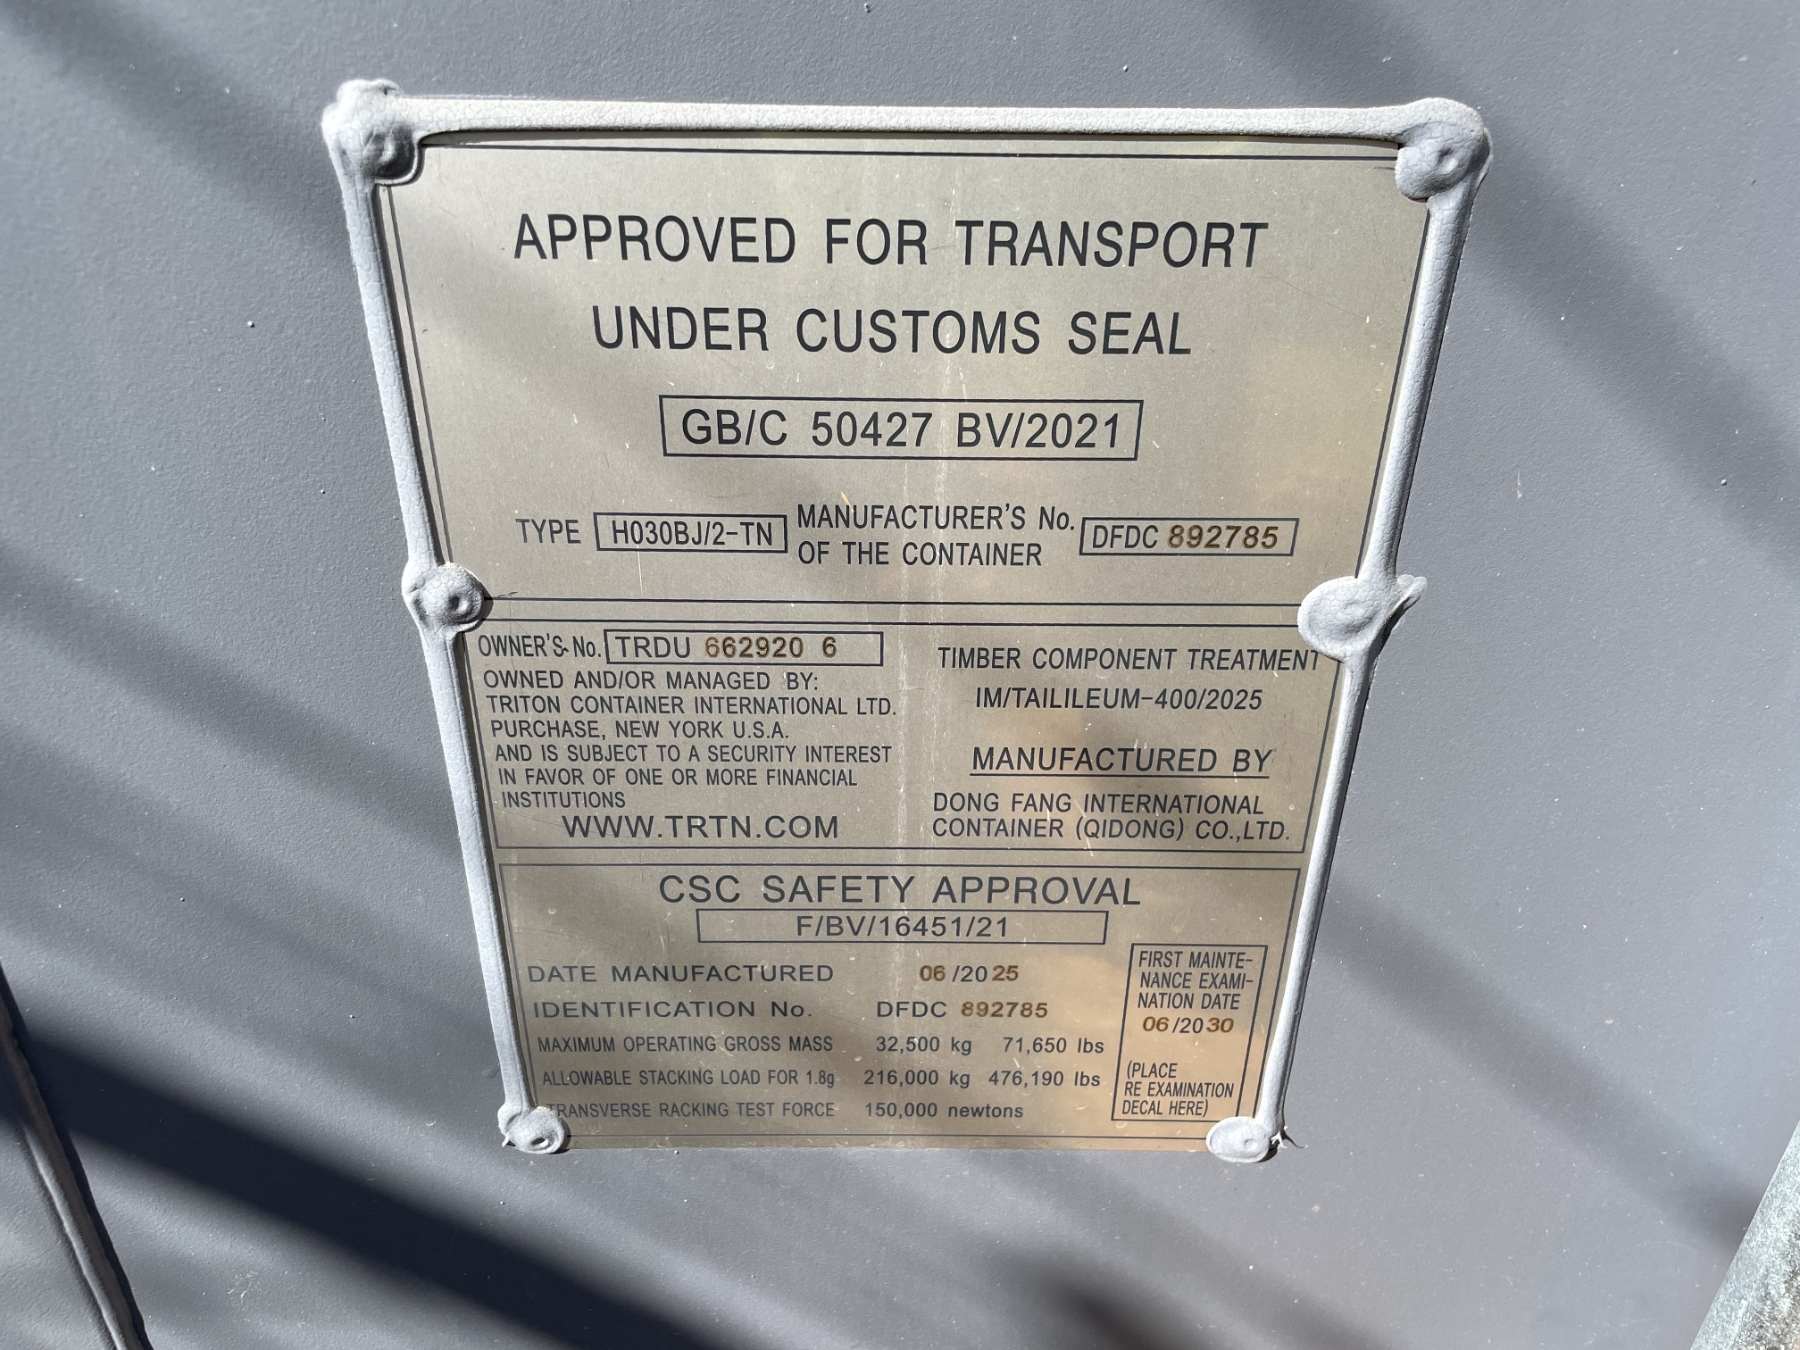 APPROVED FOR TRANSPORT
UNDER CUSTOMS SEAL
GB/C 50427 BV/2021
TYPE H030BJ/2-TN MANUFACTURER'S No. OF THE CONTAINER DFDC 892785
OWNER'S No. TRDU 662920 6
OWNED AND/OR MANAGED BY:
TRITON CONTAINER INTERNATIONAL LTD.
PURCHASE, NEW YORK U.S.A.
AND IS SUBJECT TO A SECURITY INTEREST
IN FAVOR OF ONE OR MORE FINANCIAL
INSTITUTIONS
WWW.TRTN.COM
TIMBER COMPONENT TREATMENT
IM/TAILILEUM-400/2025
MANUFACTURED BY
DONG FANG INTERNATIONAL
CONTAINER (QIDONG) CO.,LTD.
CSC SAFETY APPROVAL
F/BV/16451/21
DATE MANUFACTURED 06/2025
IDENTIFICATION No. DFDC 892785
MAXIMUM OPERATING GROSS MASS 32,500 kg 71,650 lbs
ALLOWABLE STACKING LOAD FOR 1.8g 216,000 kg 476,190 lbs
TRANSVERSE RACKING TEST FORCE 150,000 newtons
FIRST MAINTE-
NANCE EXAMI-
NATION DATE
06/2030
(PLACE
RE EXAMINATION
DECAL HERE)